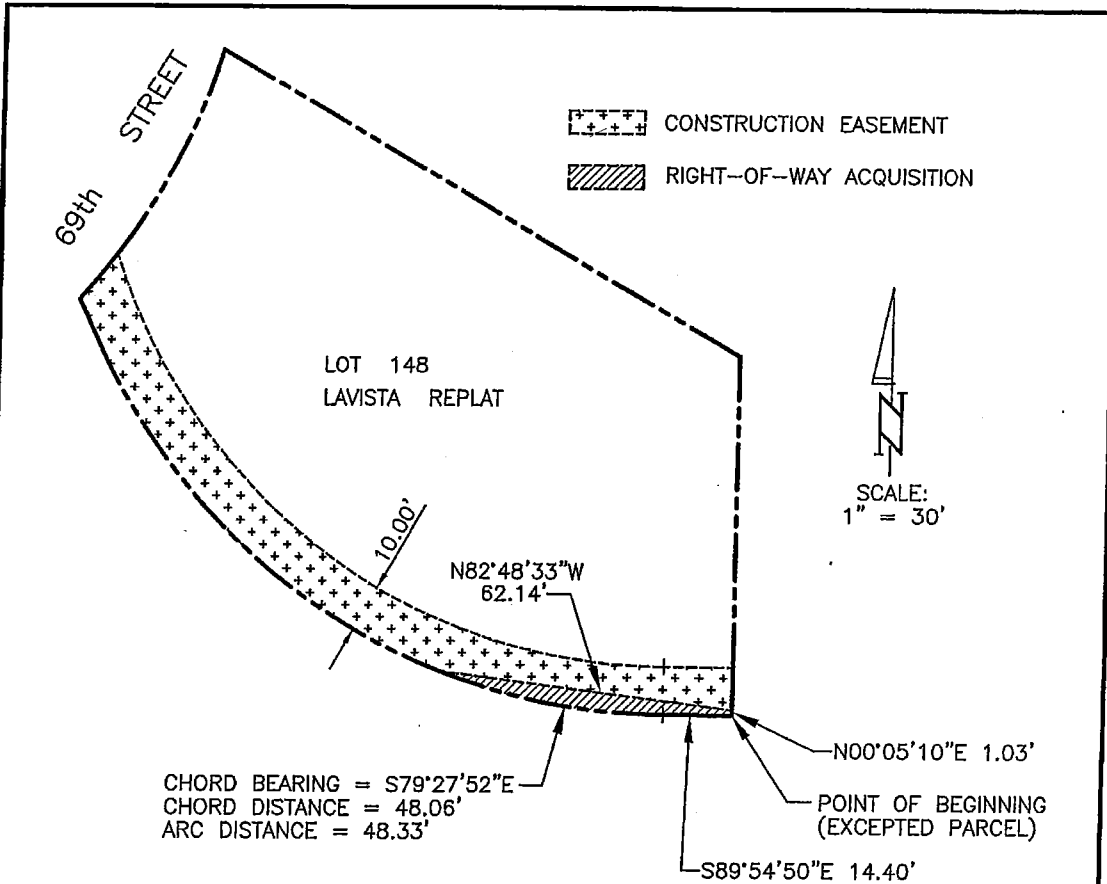 69th STREET
CONSTRUCTION EASEMENT
RIGHT-OF-WAY ACQUISITION
LOT 148
LAVISTA REPLAT
N
SCALE:
1" = 30'
10.00'
N82°48'33"W
62.14'
N00°05'10"E 1.03'
CHORD BEARING = S79°27'52"E
CHORD DISTANCE = 48.06'
ARC DISTANCE = 48.33'
POINT OF BEGINNING
(EXCEPTED PARCEL)
S89°54'50"E 14.40'